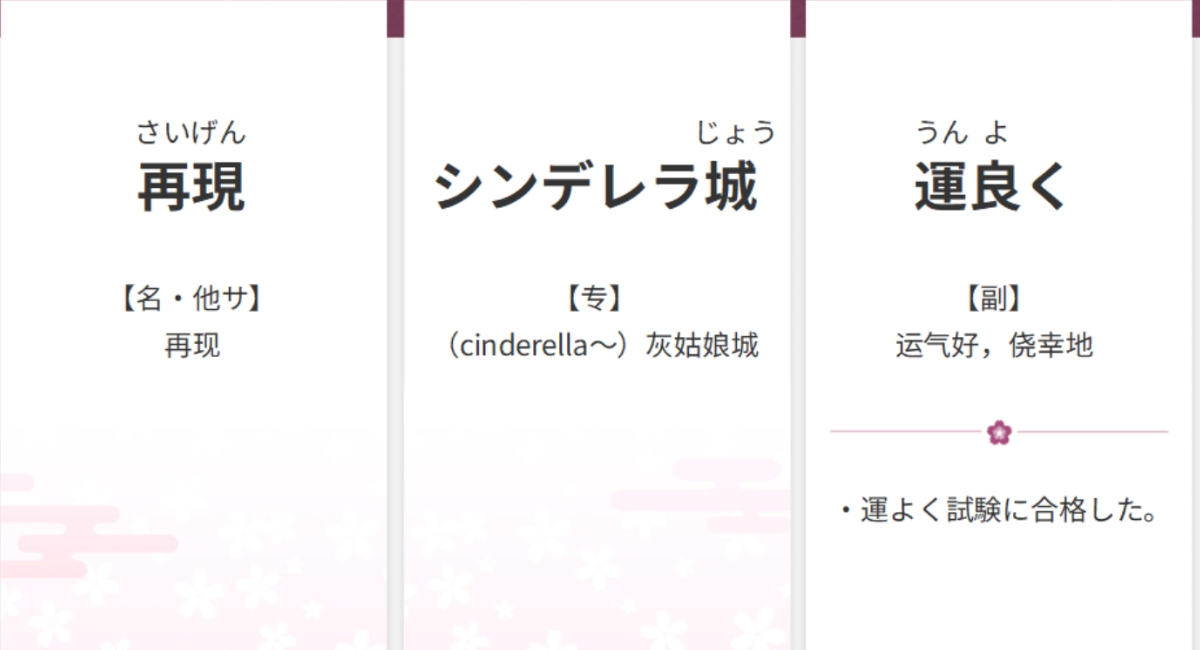 さいげん
再現
【名・他サ】
再现
じょう
シンデレラ城
【专】
（cinderella～）灰姑娘城
うん よ
運良く
【副】
运气好，侥幸地
・運よく試験に合格した。